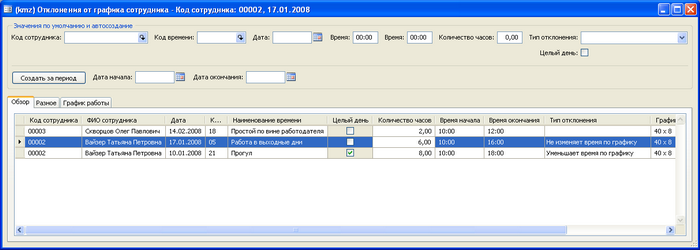 (kmz) Отклонения от графика сотрудника - Код сотрудника: 00002, 17.01.2008
Значения по умолчанию и автосоздание
Код сотрудника: Код времени: Дата: Время: 00:00 Время: 00:00 Количество часов: 0,00 Тип отклонения:
Целый день:
Создать за период Дата начала: Дата окончания:
Обзор Разное График работы
Код сотрудника ФИО сотрудника Дата К... Наименование времени Целый день Количество часов Время начала Время окончания Тип отклонения Графи
00003 Скворцов Олег Павлович 14.02.2008 18 Простой по вине работодателя 2,00 10:00 12:00 40 x 8
00002 Вайзер Татьяна Петровна 17.01.2008 05 Работа в выходные дни 6,00 10:00 16:00 Не изменяет время по графику 40 x 8
00002 Вайзер Татьяна Петровна 10.01.2008 21 Прогул 8,00 10:00 18:00 Уменьшает время по графику 40 x 8